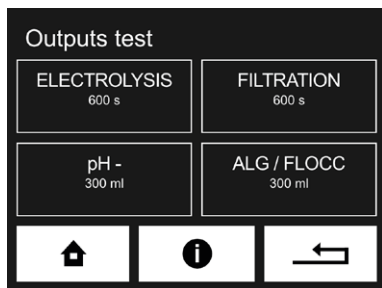 Outputs test
ELECTROLYSIS
600 s
FILTRATION
600 s
pH -
300 ml
ALG / FLOCC
300 ml